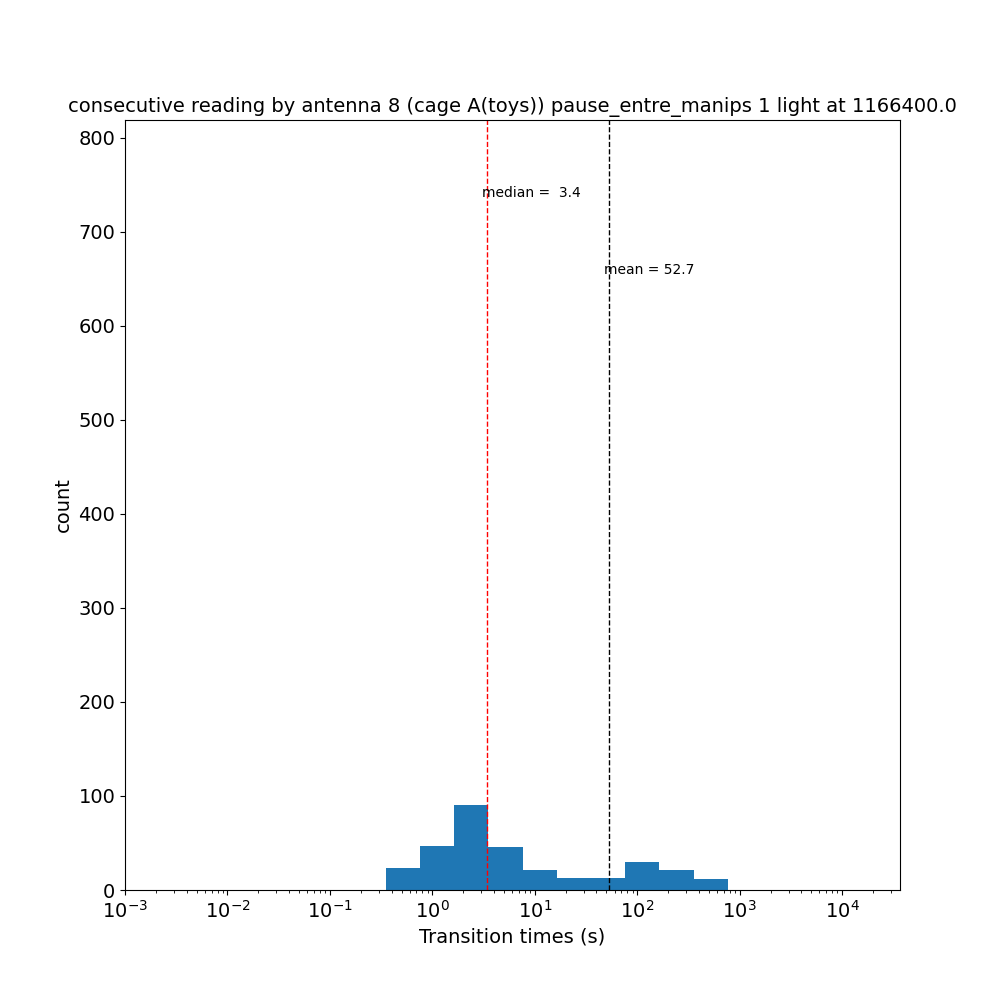 consecutive reading by antenna 8 (cage A(toys)) pause_entre_manips 1 light at 1166400.0
800
median =  3.4
700
mean = 52.7
600
500
count
400
300
200
100
0
10⁻³ 10⁻² 10⁻¹ 10⁰ 10¹ 10² 10³ 10⁴
Transition times (s)